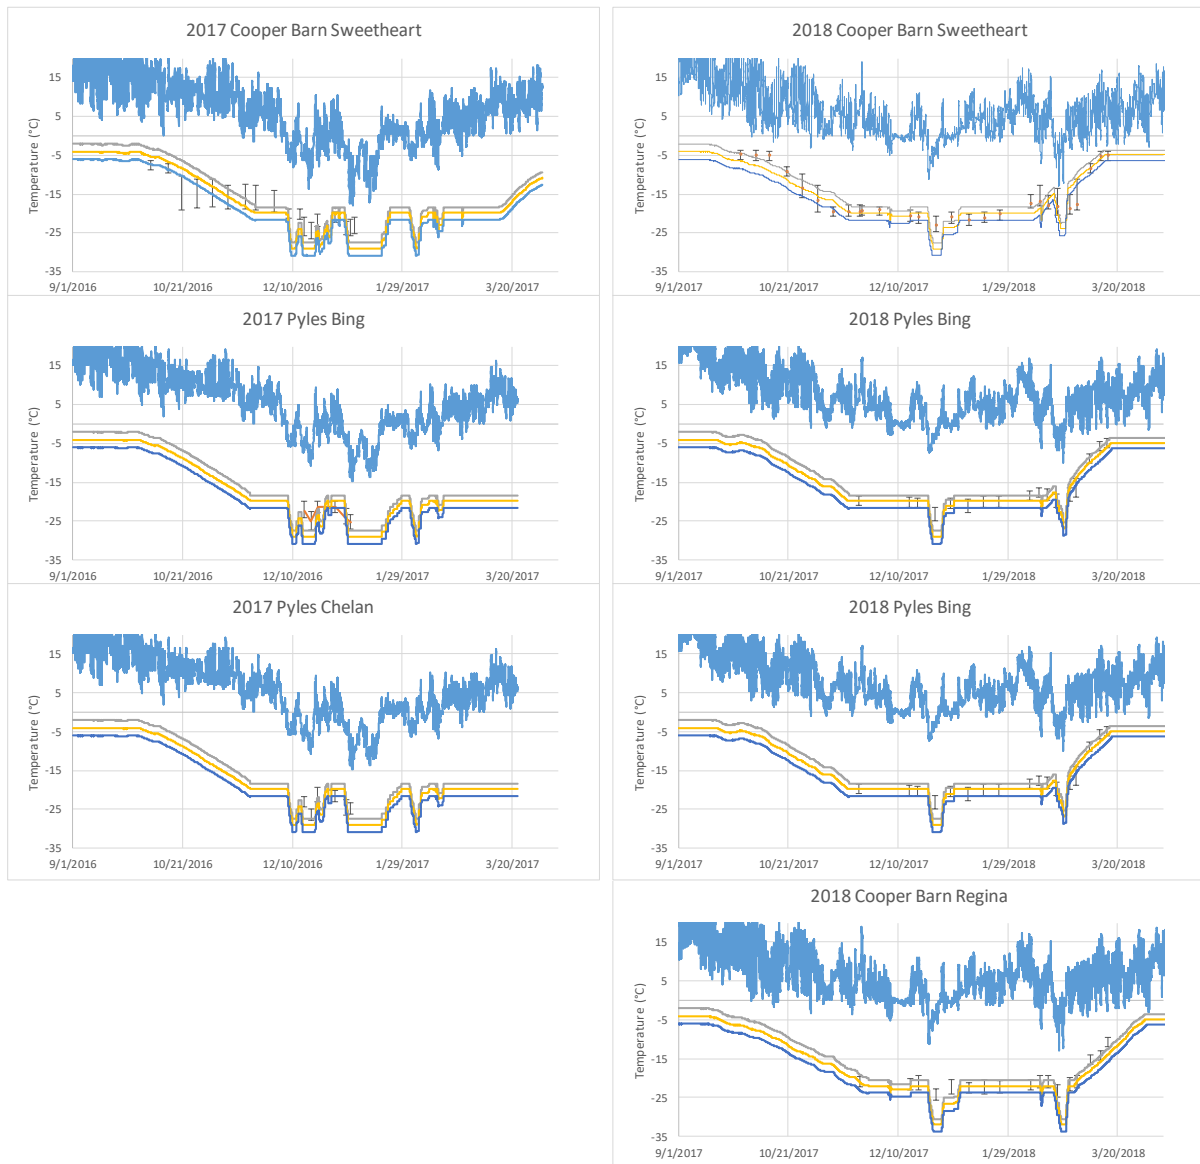 2017 Cooper Barn Sweetheart
Temperature (°C)
15
5
-5
-15
-25
-35
9/1/2016 10/21/2016 12/10/2016 1/29/2017 3/20/2017
2018 Cooper Barn Sweetheart
Temperature (°C)
15
5
-5
-15
-25
-35
9/1/2017 10/21/2017 12/10/2017 1/29/2018 3/20/2018
2017 Pyles Bing
Temperature (°C)
15
5
-5
-15
-25
-35
9/1/2016 10/21/2016 12/10/2016 1/29/2017 3/20/2017
2018 Pyles Bing
Temperature (°C)
15
5
-5
-15
-25
-35
9/1/2017 10/21/2017 12/10/2017 1/29/2018 3/20/2018
2017 Pyles Chelan
Temperature (°C)
15
5
-5
-15
-25
-35
9/1/2016 10/21/2016 12/10/2016 1/29/2017 3/20/2017
2018 Pyles Bing
Temperature (°C)
15
5
-5
-15
-25
-35
9/1/2017 10/21/2017 12/10/2017 1/29/2018 3/20/2018
2018 Cooper Barn Regina
Temperature (°C)
15
5
-5
-15
-25
-35
9/1/2017 10/21/2017 12/10/2017 1/29/2018 3/20/2018